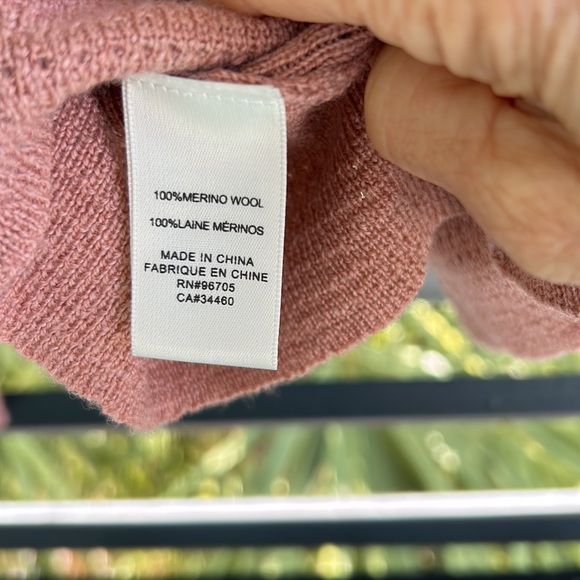 100%MERINO WOOL
100%LAINE MÉRINOS
MADE IN CHINA
FABRIQUE EN CHINE
RN#96705
CA#34460